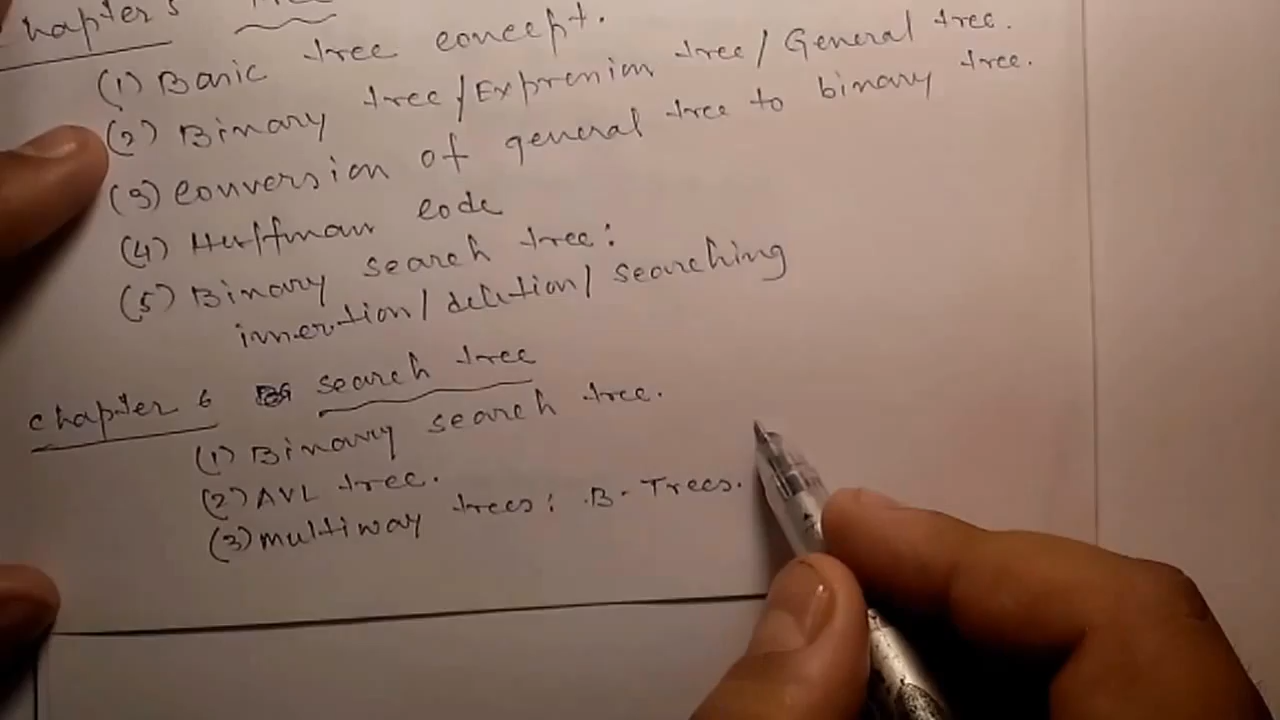 Chapter 5 Tree
(1) Basic tree concept.
(2) Binary tree/Expression tree/General tree.
(3) Conversion of general tree to binary tree.
(4) Huffman code
(5) Binary search tree:
insertion/deletion/searching
chapter 6 search tree
(1) Binary search tree.
(2) AVL tree.
(3) multiway trees: B-Trees.